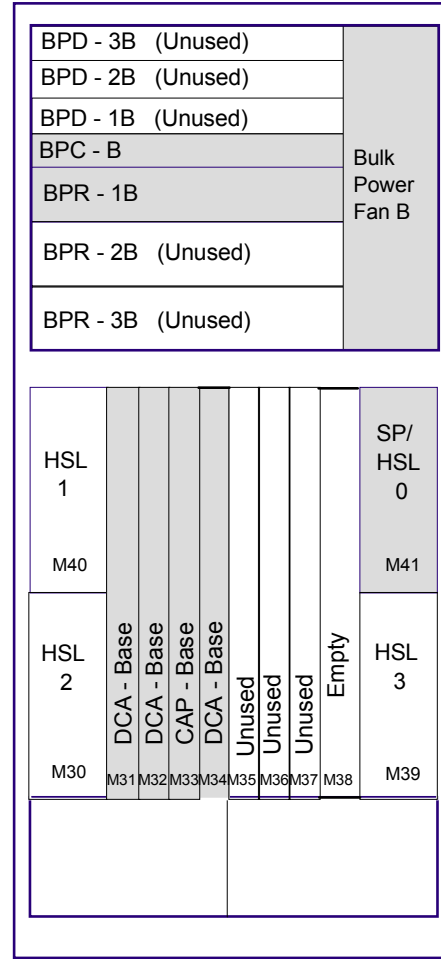 BPD - 3B (Unused)
BPD - 2B (Unused)
BPD - 1B (Unused)
BPC - B
BPR - 1B
BPR - 2B (Unused)
BPR - 3B (Unused)
Bulk
Power
Fan B
HSL
1
M40
HSL
2
M30
DCA - Base
M31
DCA - Base
M32
CAP - Base
M33
DCA - Base
M34
Unused
M35
Unused
M36
Unused
M37
Empty
M38
SP/
HSL
0
M41
HSL
3
M39